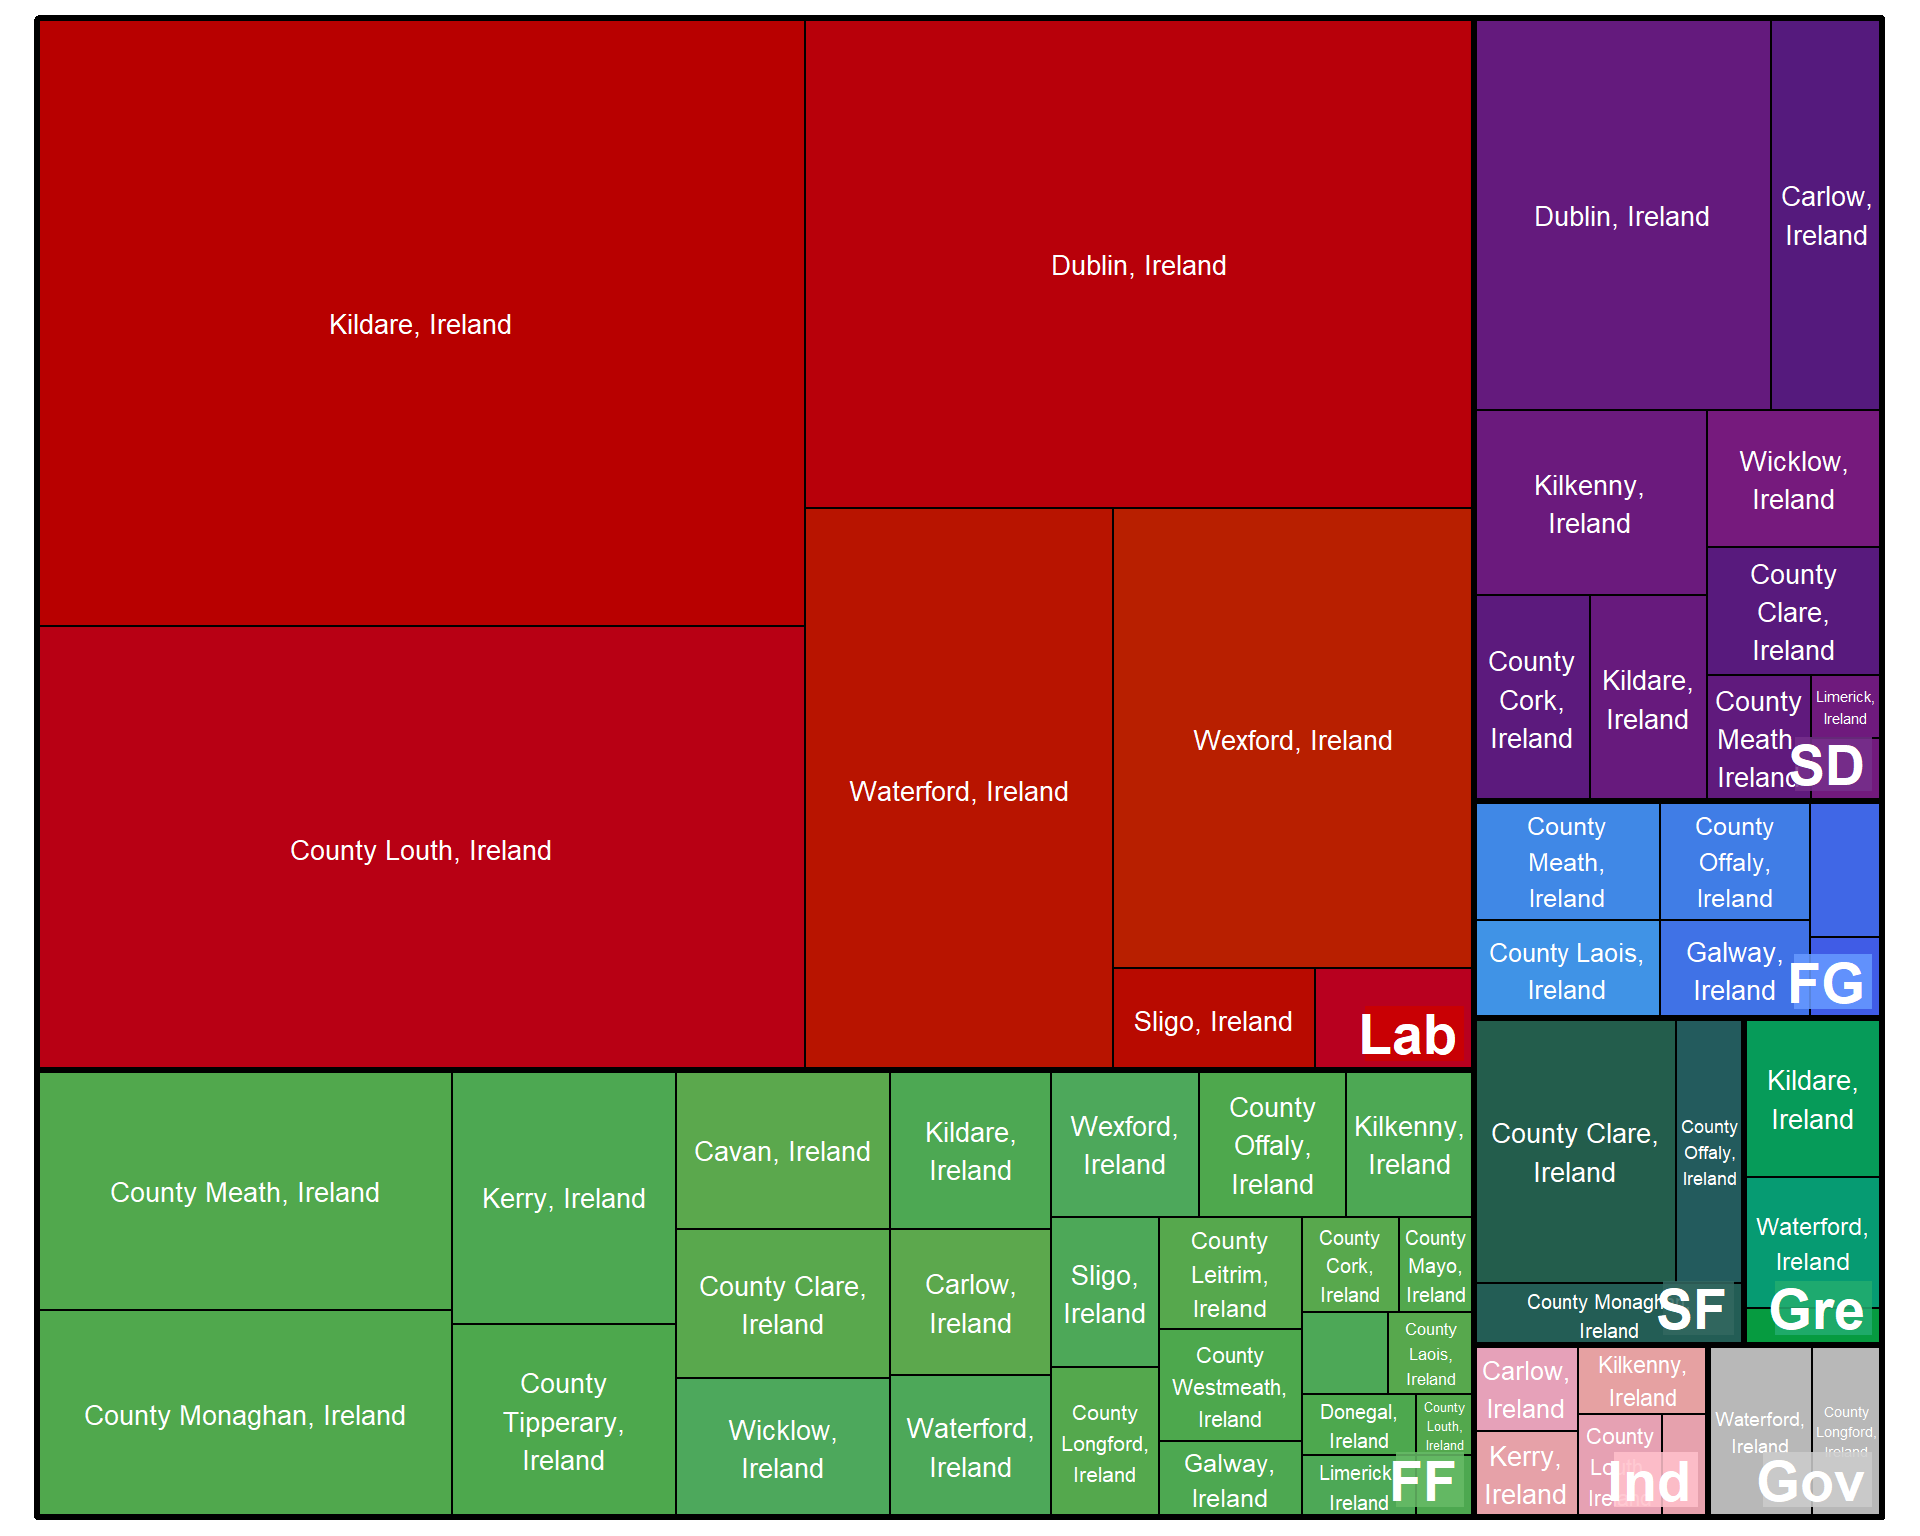 Kildare, Ireland
County Louth, Ireland
Dublin, Ireland
Waterford, Ireland
Wexford, Ireland
Sligo, Ireland
Lab
County Meath, Ireland
County Monaghan, Ireland
Kerry, Ireland
County
Tipperary,
Ireland
Cavan, Ireland
County Clare,
Ireland
Wicklow,
Ireland
Kildare,
Ireland
Carlow,
Ireland
Waterford,
Ireland
Wexford,
Ireland
County
Offaly,
Ireland
Kilkenny,
Ireland
Sligo,
Ireland
County
Longford,
Ireland
County
Leitrim,
Ireland
County
Westmeath,
Ireland
Galway,
Ireland
County
Cork,
Ireland
County
Mayo,
Ireland
County
Laois,
Ireland
Donegal,
Ireland
County
Louth,
Ireland
Limerick
Ireland
FF
Dublin, Ireland
Carlow,
Ireland
Kilkenny,
Ireland
Wicklow,
Ireland
County
Clare,
Ireland
County
Cork,
Ireland
Kildare,
Ireland
County
Meath,
Ireland
Limerick,
Ireland
SD
County
Meath,
Ireland
County
Offaly,
Ireland
County Laois,
Ireland
Galway,
Ireland
FG
County Clare,
Ireland
County
Offaly,
Ireland
County Monaghan
Ireland
SF
Kildare,
Ireland
Waterford,
Ireland
Gre
Carlow,
Ireland
Kerry,
Ireland
Kilkenny,
Ireland
County
Louth
Ireland
Ind
Waterford,
Ireland
County
Longford,
Ireland
Gov